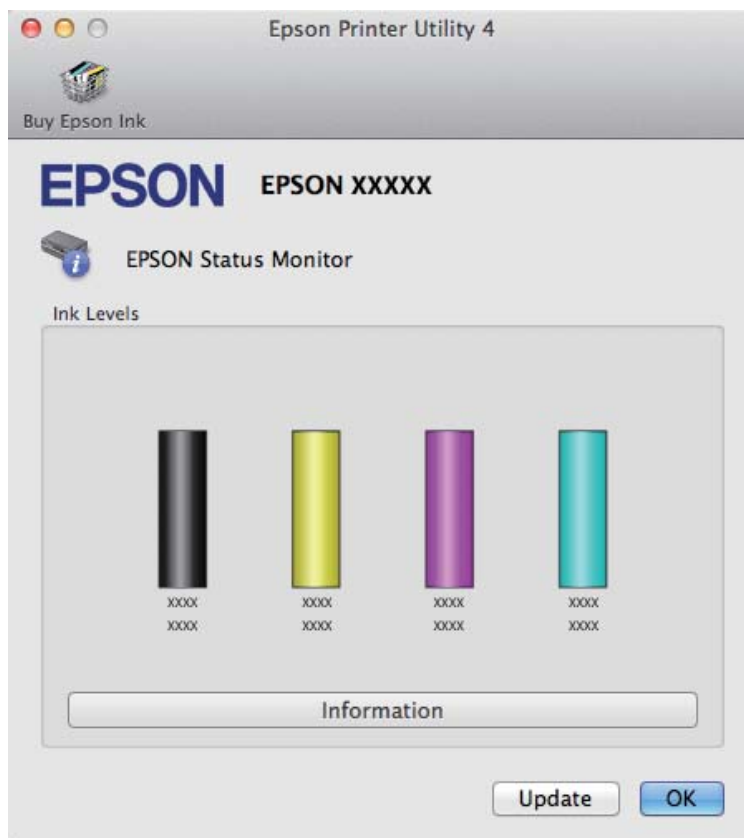 Epson Printer Utility 4
Buy Epson Ink
EPSON EPSON XXXXX
EPSON Status Monitor
Ink Levels
XXXX XXXX XXXX XXXX
XXXX XXXX XXXX XXXX
Information
Update OK